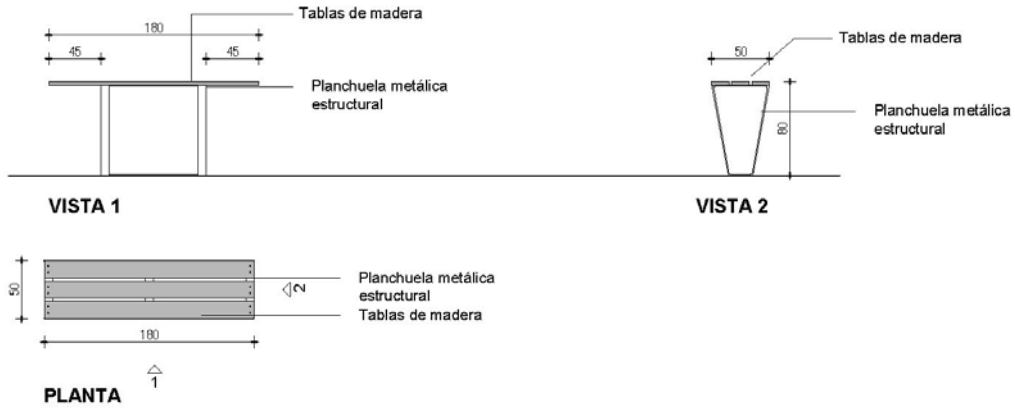 Tablas de madera
180
45
45
Planchuela metálica
estructural
VISTA 1
Tablas de madera
50
Planchuela metálica
estructural
80
VISTA 2
50
Planchuela metálica
estructural
Tablas de madera
2
180
1
PLANTA